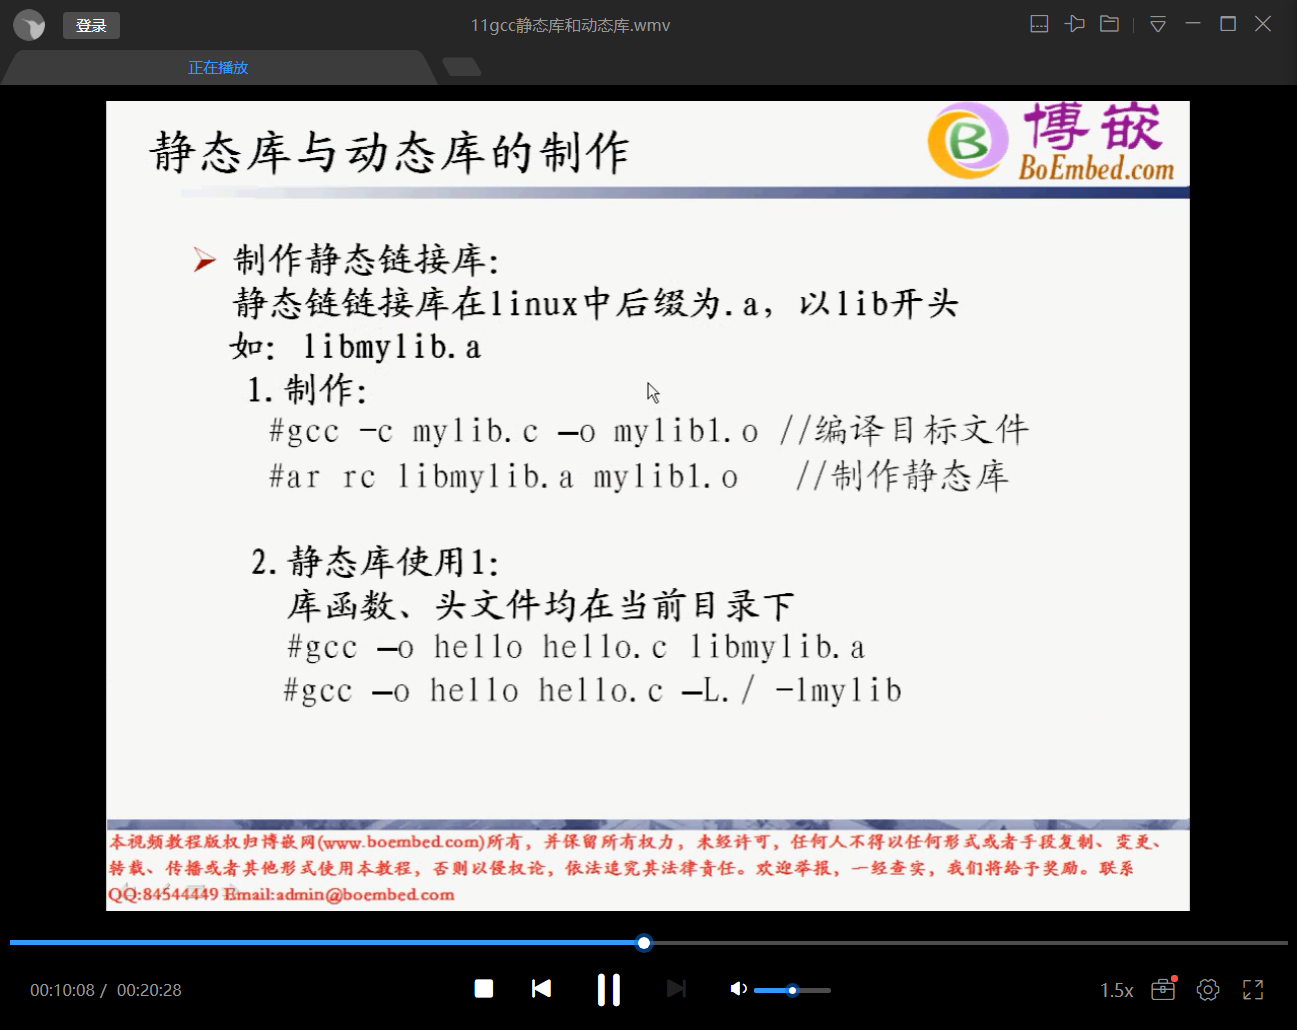 登录
11gcc静态库和动态库.wmv
正在播放
静态库与动态库的制作
B
博嵌
BoEmbed.com
制作静态链接库:
静态链链接库在linux中后缀为.a，以lib开头
如: libmylib.a
1.制作:
#gcc -c mylib.c –o mylib1.o //编译目标文件
#ar rc libmylib.a mylib1.o //制作静态库
2.静态库使用1:
库函数、头文件均在当前目录下
#gcc –o hello hello.c libmylib.a
#gcc –o hello hello.c –L./ -lmylib
本视频教程版权归博嵌网(www.boembed.com)所有，并保留所有权力，未经许可，任何人不得以任何形式或者手段复制、变更、
转载、传播或者其他形式使用本教程，否则以侵权论，依法追究其法律责任。欢迎举报，一经查实，我们将给予奖励。联系
QQ:84544449 Email:admin@boembed.com
00:10:08 / 00:20:28
1.5x